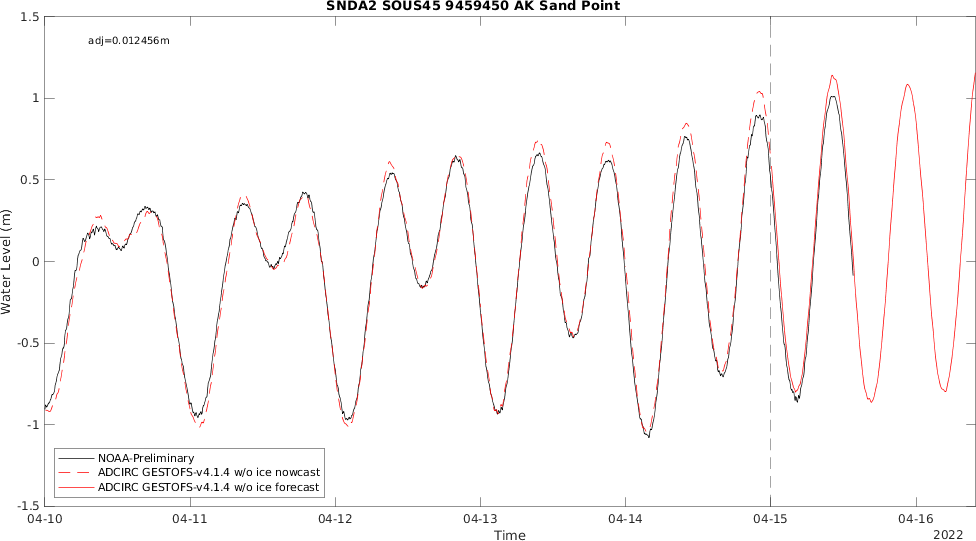 SNDA2 SOUS45 9459450 AK Sand Point
adj=0.012456m
1.5
1
0.5
0
-0.5
-1
-1.5
Water Level (m)
NOAA-Preliminary
ADCIRC GESTOFS-v4.1.4 w/o ice nowcast
ADCIRC GESTOFS-v4.1.4 w/o ice forecast
04-10 04-11 04-12 04-13 04-14 04-15 04-16
Time
2022